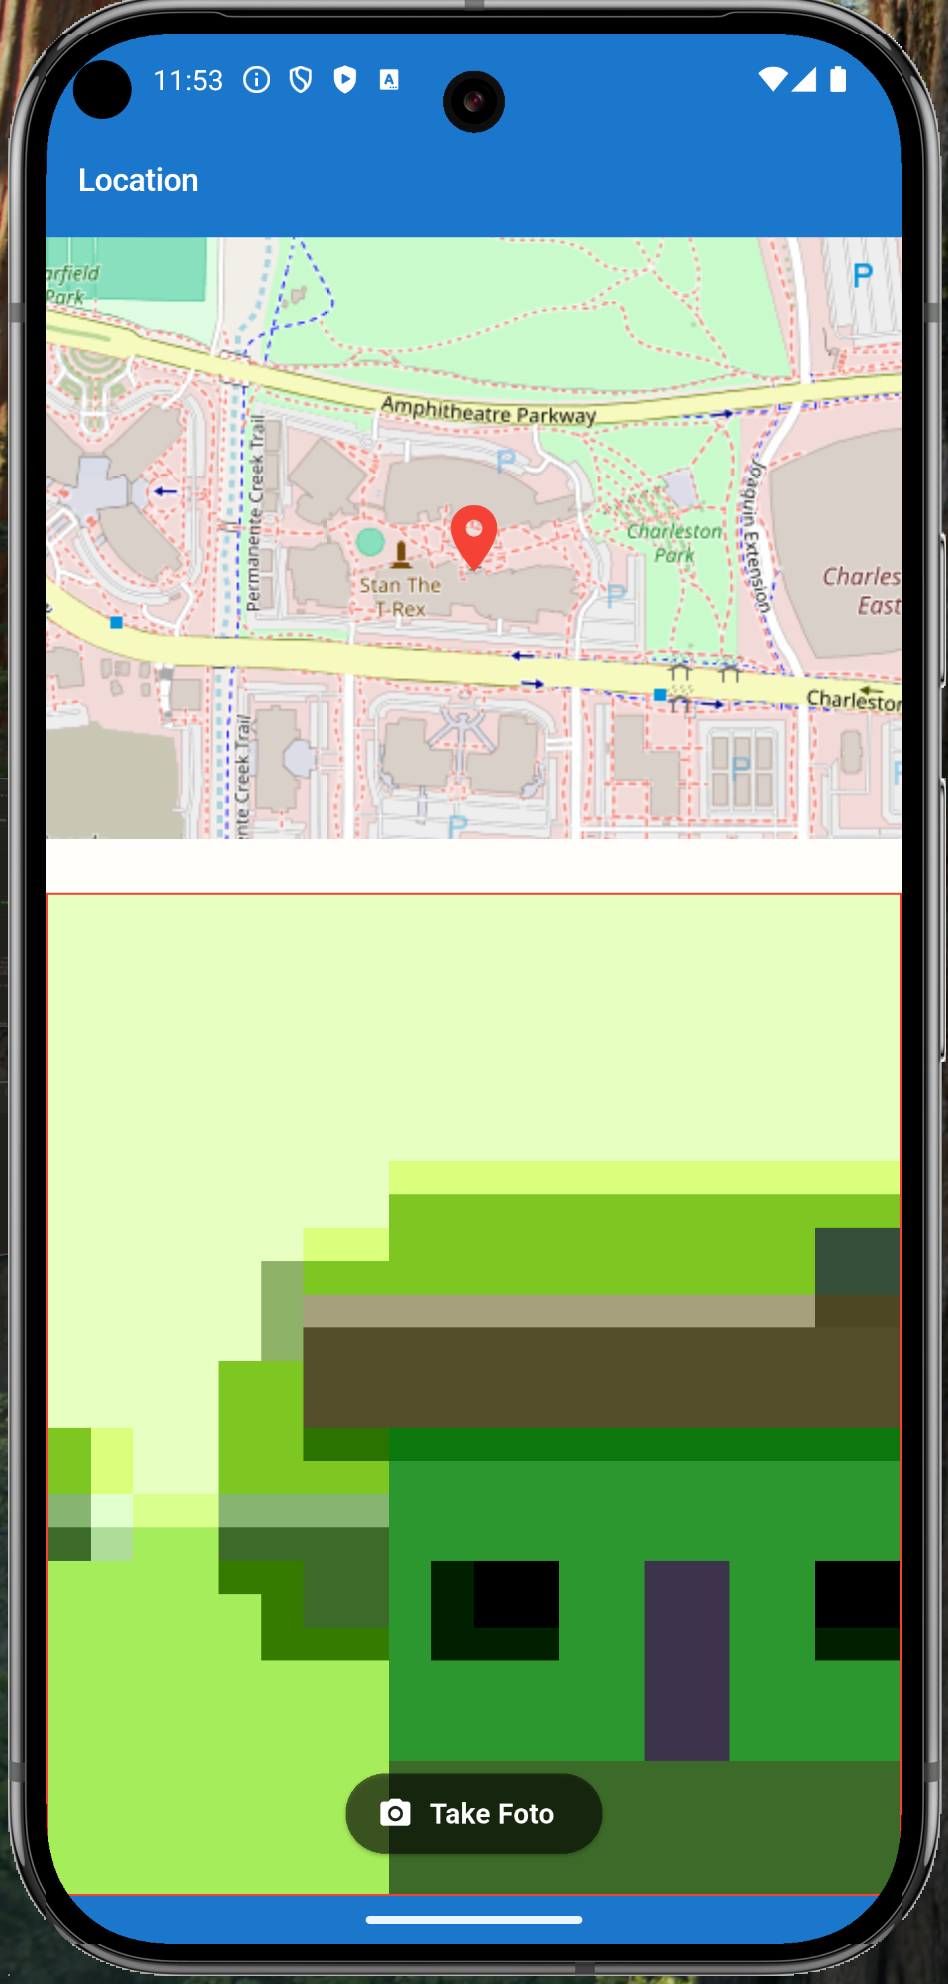 11:53
Location
arfield
Park
P
Amphitheatre Parkway
P
Permanente Creek Trail
Joaquin Extension
Charleston
Park
Stan The
T-Rex
P
Charles
East
Charleston
nte Creek Trail
P
P
P
Take Foto